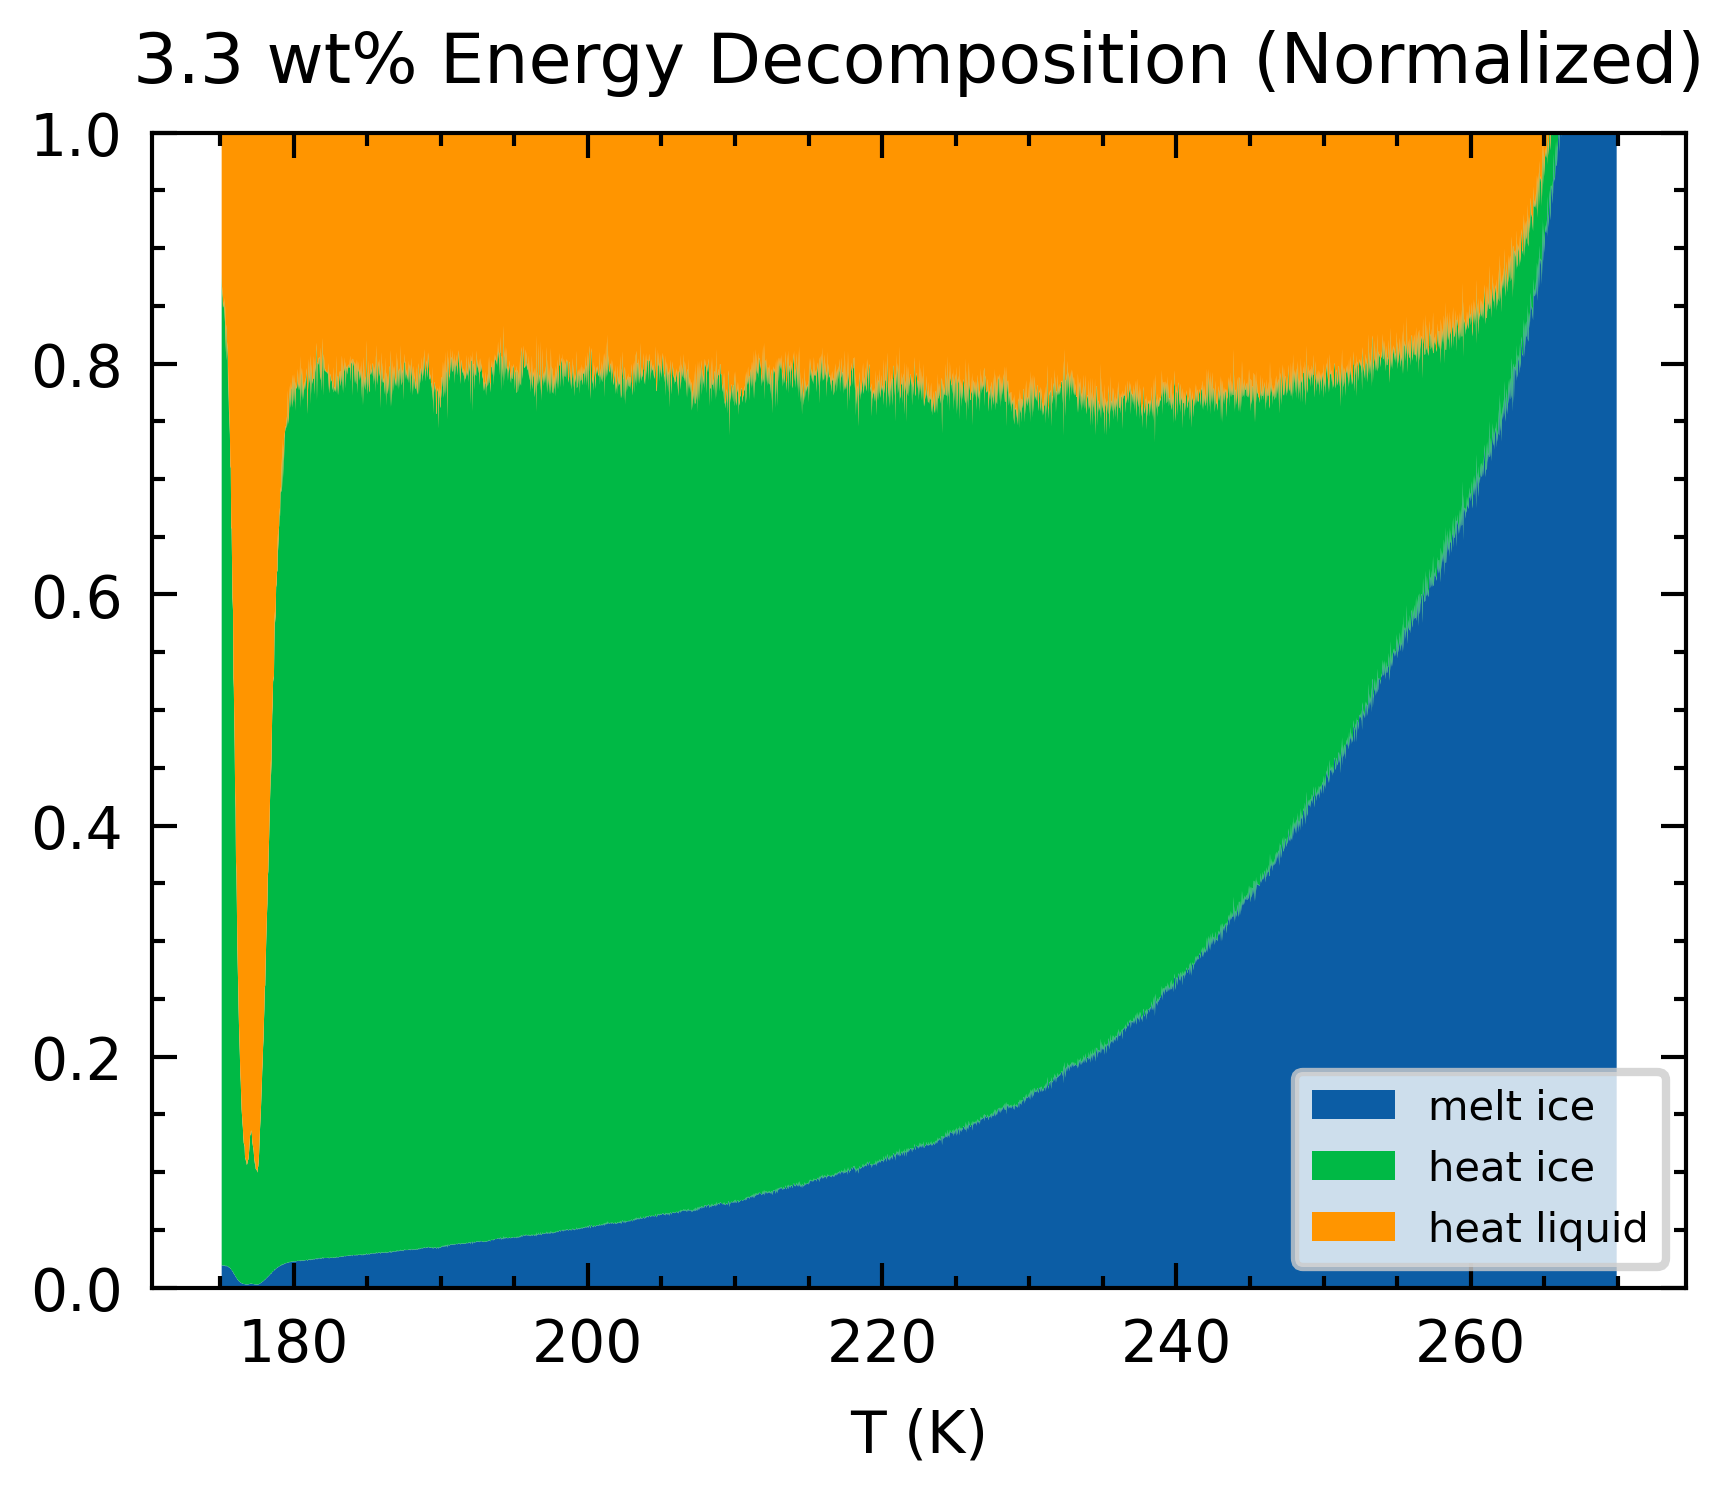 3.3 wt% Energy Decomposition (Normalized)
1.0
0.8
0.6
0.4
0.2
0.0
melt ice
heat ice
heat liquid
180 200 220 240 260
T (K)